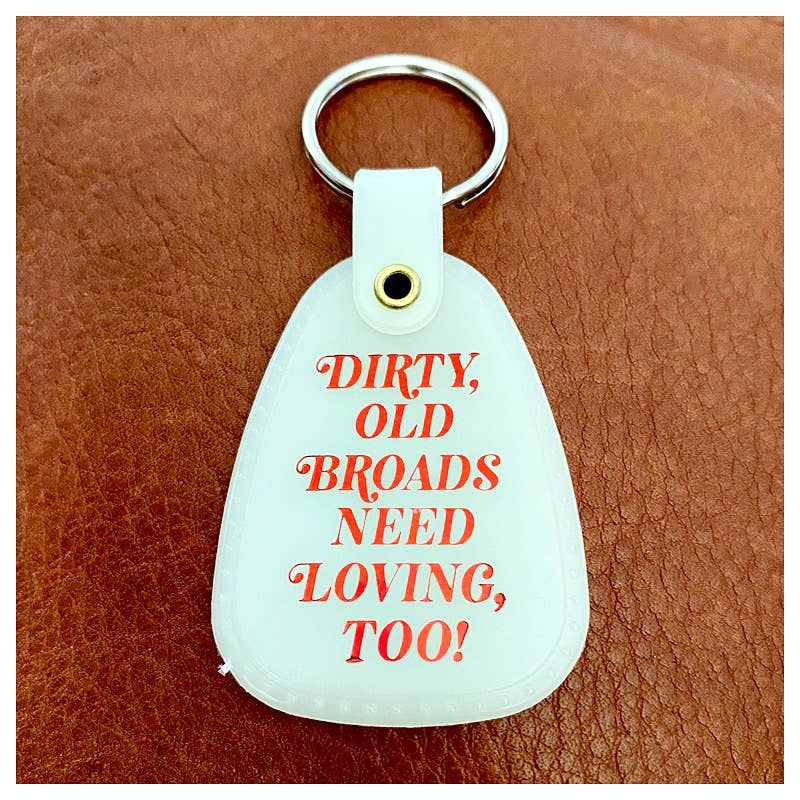 DIRTY,
OLD
BROADS
NEED
LOVING,
TOO!